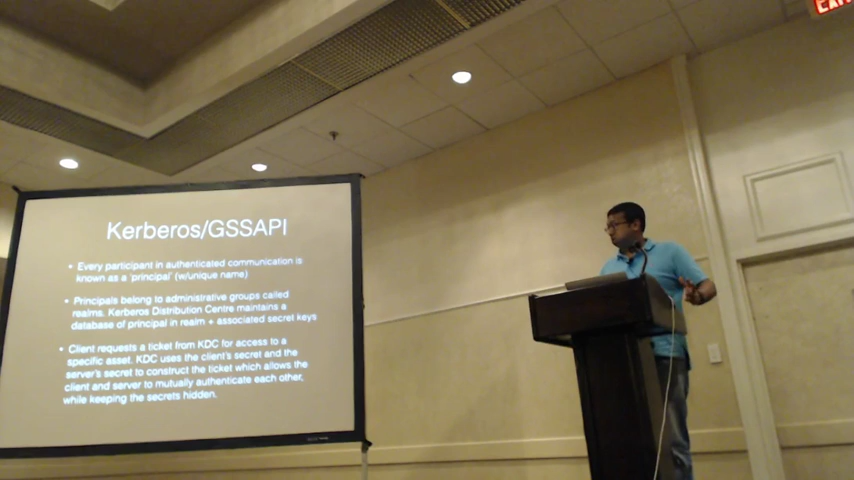 Kerberos/GSSAPI
• Every participant in authenticated communication is
known as a 'principal' (w/unique name)
• Principals belong to administrative groups called
realms. Kerberos Distribution Centre maintains a
database of principal in realm + associated secret keys
• Client requests a ticket from KDC for access to a
specific asset. KDC uses the client's secret and the
server's secret to construct the ticket which allows the
client and server to mutually authenticate each other,
while keeping the secrets hidden.
EXIT